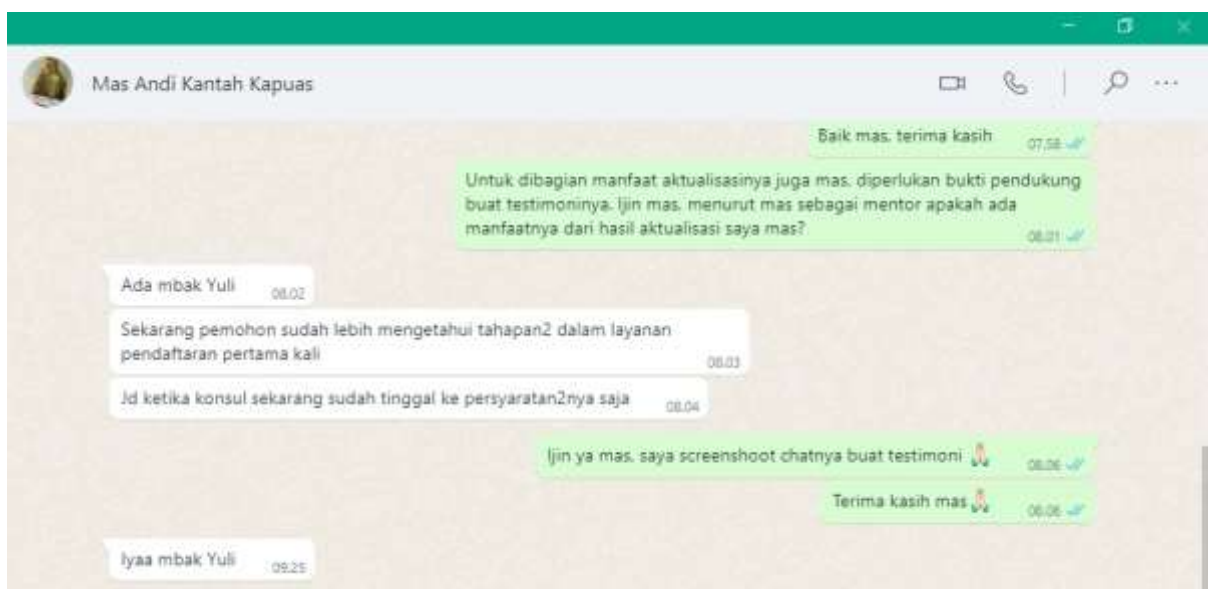 Mas Andi Kantah Kapuas
Baik mas, terima kasih
07.58
Untuk dibagian manfaat aktualisasinya juga mas, diperlukan bukti pendukung
buat testimoninya. Ijin mas, menurut mas sebagai mentor apakah ada
manfaatnya dari hasil aktualisasi saya mas?
08.01
Ada mbak Yuli
08.02
Sekarang pemohon sudah lebih mengetahui tahapan2 dalam layanan
pendaftaran pertama kali
08.03
Jd ketika konsul sekarang sudah tinggal ke persyaratan2nya saja
08.04
Ijin ya mas, saya screenshoot chatnya buat testimoni 🙏🏻
08.06
Terima kasih mas 🙏🏻
08.06
Iyaa mbak Yuli
09.25